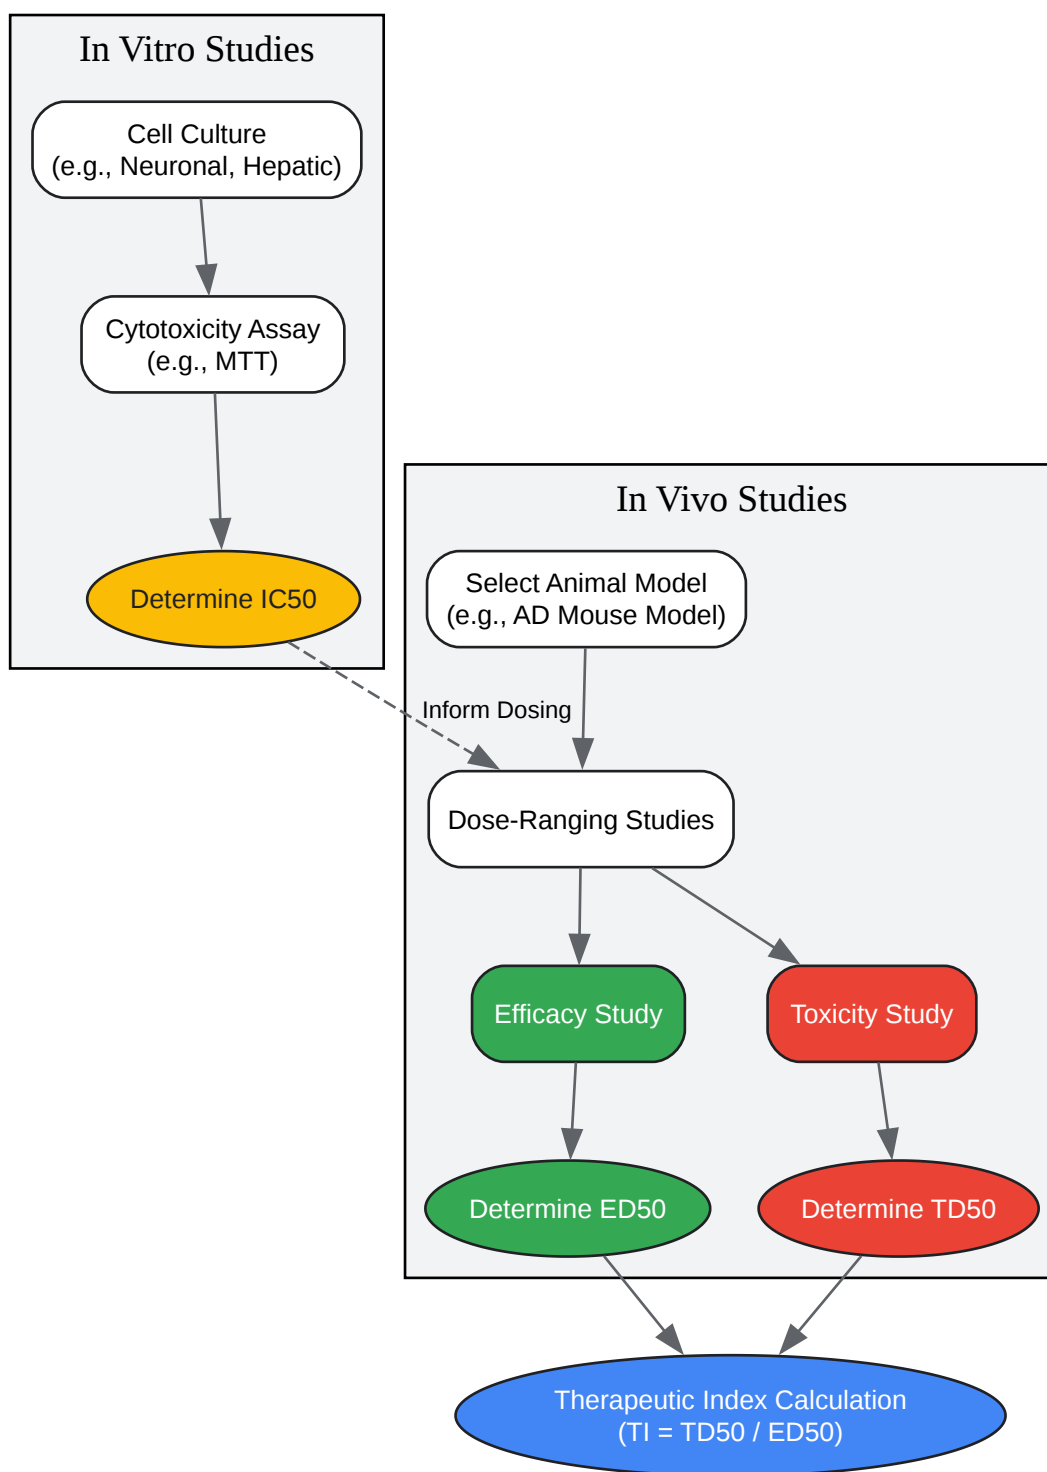 In Vitro Studies
Cell Culture
(e.g., Neuronal, Hepatic)
Cytotoxicity Assay
(e.g., MTT)
Determine IC50
In Vivo Studies
Select Animal Model
(e.g., AD Mouse Model)
Inform Dosing
Dose-Ranging Studies
Efficacy Study
Toxicity Study
Determine ED50
Determine TD50
Therapeutic Index Calculation
(TI = TD50 / ED50)